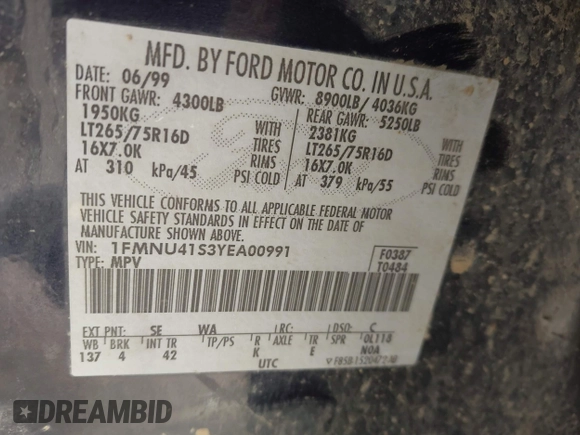 MFD. BY FORD MOTOR CO. IN U.S.A.
DATE: 06/99 GVWR: 8900LB/ 4036KG
FRONT GAWR: 4300LB REAR GAWR: 5250LB
1950KG WITH 2381KG WITH
LT265/75R16D TIRES LT265/75R16D TIRES
16X7.0K RIMS 16X7.0K RIMS
AT 310 kPa/45 PSI COLD AT 379 kPa/55 PSI COLD
THIS VEHICLE CONFORMS TO ALL APPLICABLE FEDERAL MOTOR
VEHICLE SAFETY STANDARDS IN EFFECT ON THE DATE OF
MANUFACTURE SHOWN ABOVE.
VIN: 1FMNU41S3YEA00991 F0387
TYPE: MPV T0484
EXT PNT: SE WA RC: DSO: C
WB BRK INT TR TP/PS R AXLE TR SPR 0L118
137 4 42 K E NOA
UTC
DREAMBID